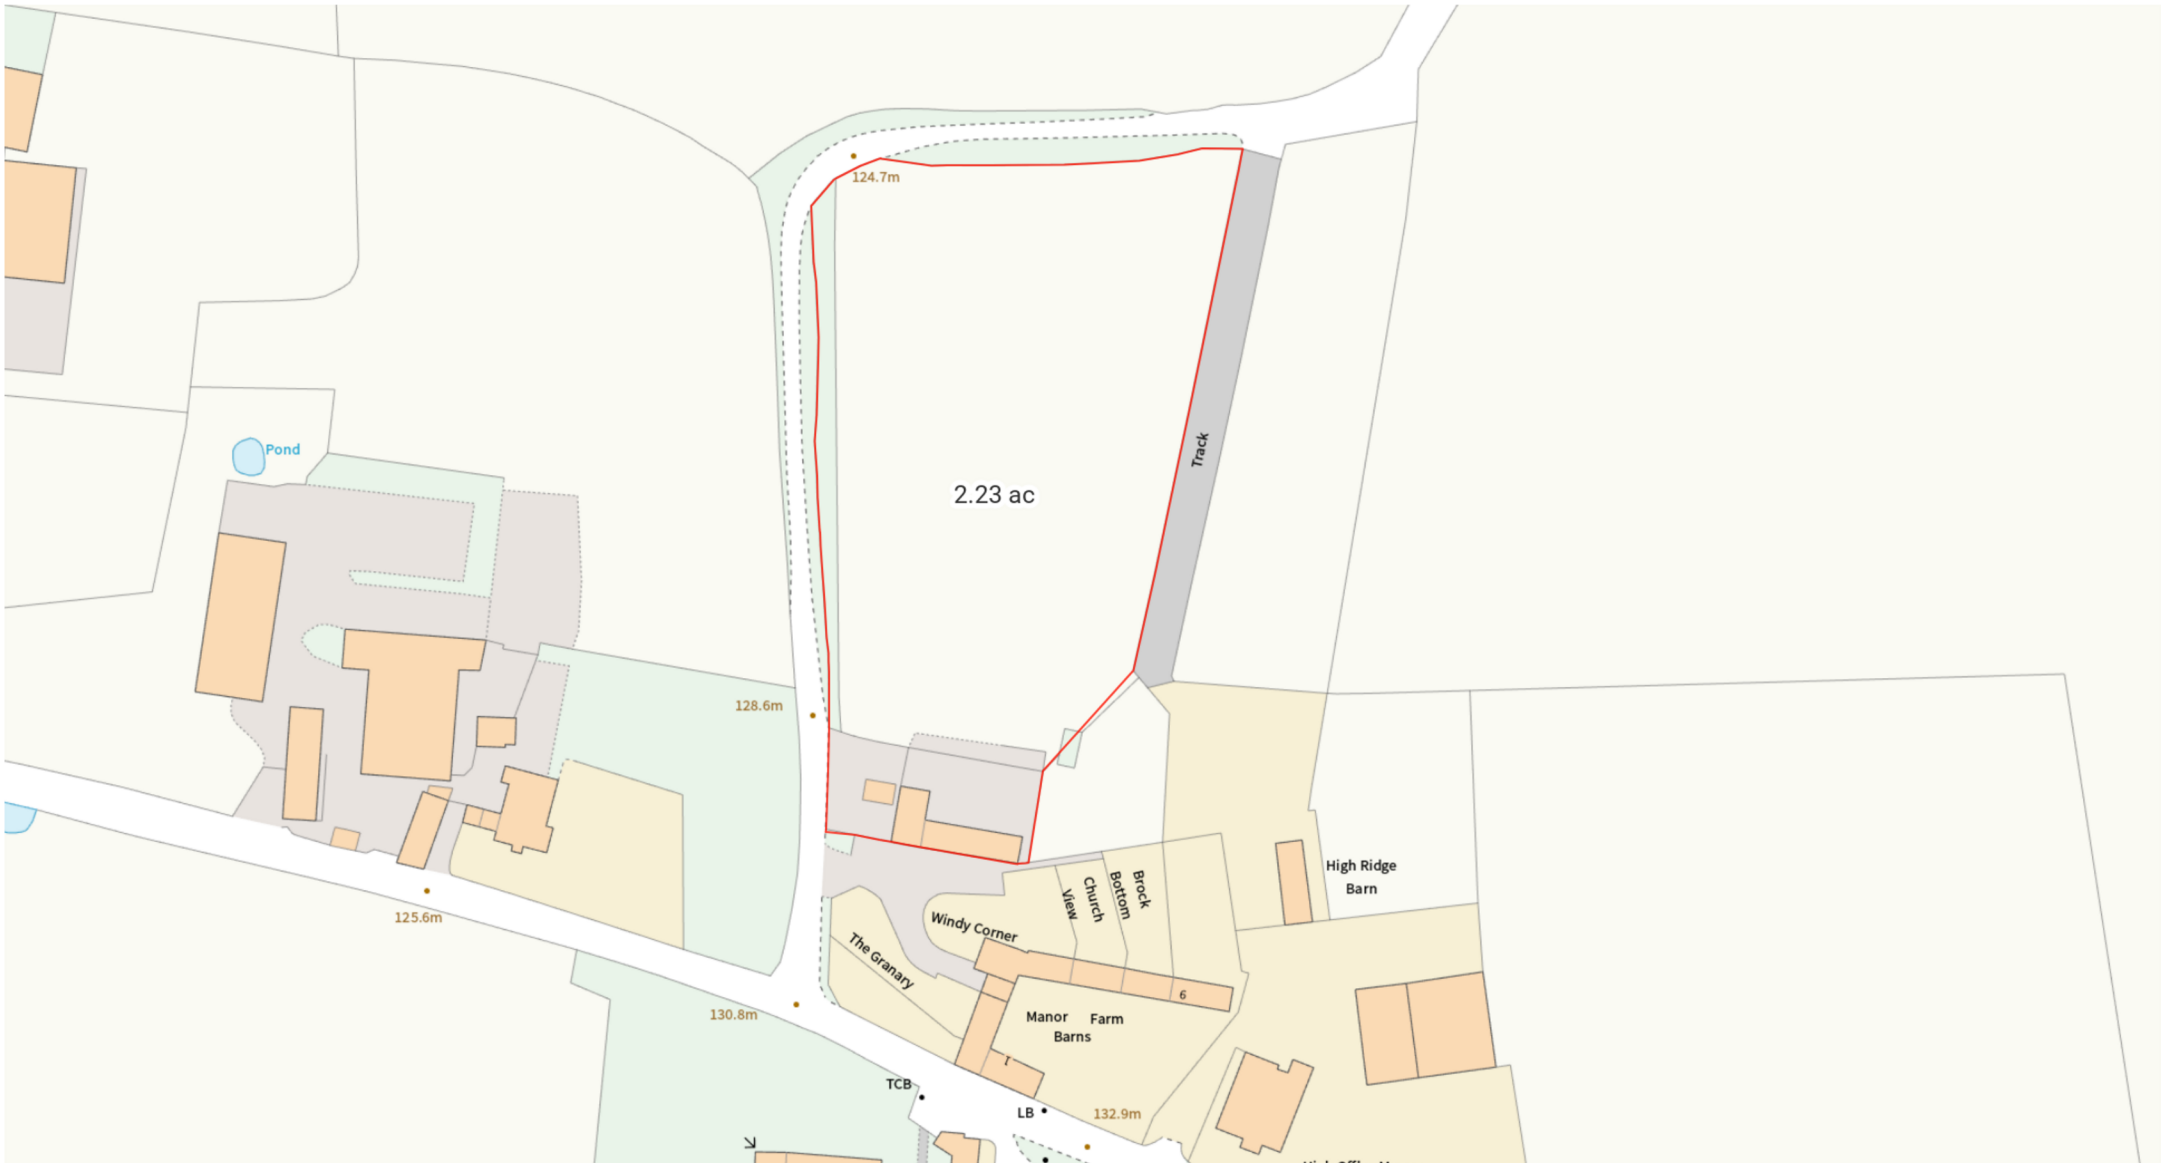 124.7m
Track
Pond
2.23 ac
128.6m
High Ridge
Barn
Brock
Bottom
Church
View
Windy Corner
125.6m
The Granary
6
130.8m
Manor Farm
Barns
1
TCB
LB
132.9m